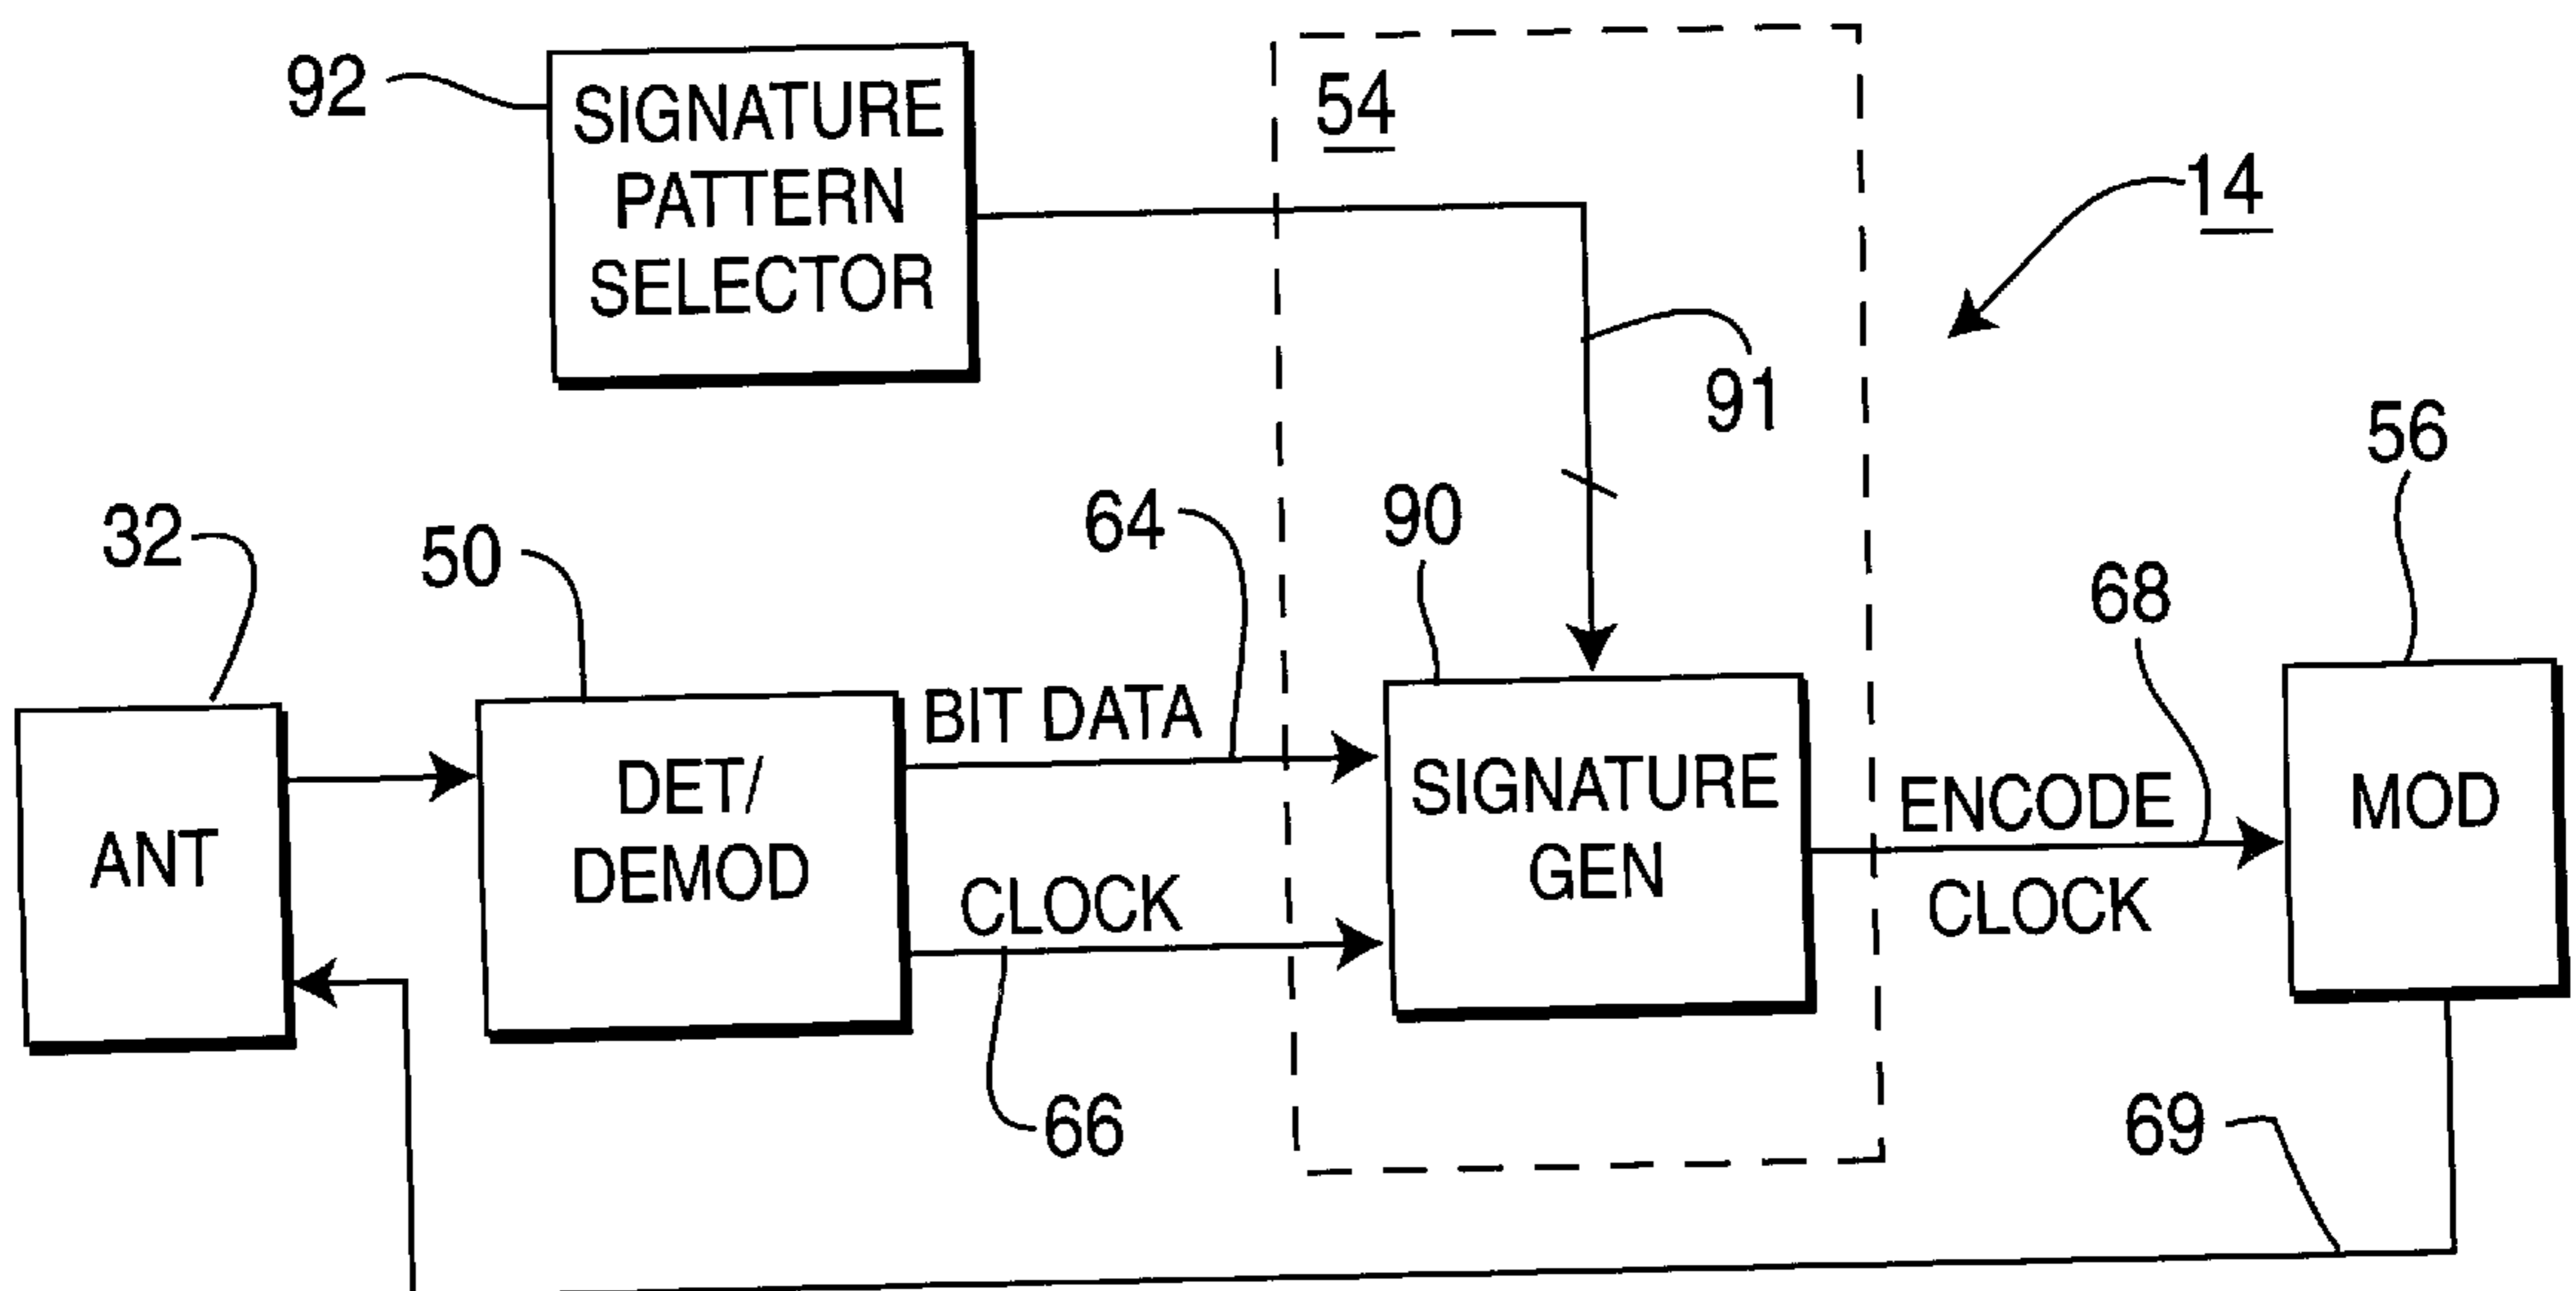 92
SIGNATURE
PATTERN
SELECTOR
54
14
91
56
32
50
64
90
68
BIT DATA
ANT
DET/
DEMOD
SIGNATURE
GEN
ENCODE
CLOCK
MOD
CLOCK
66
69